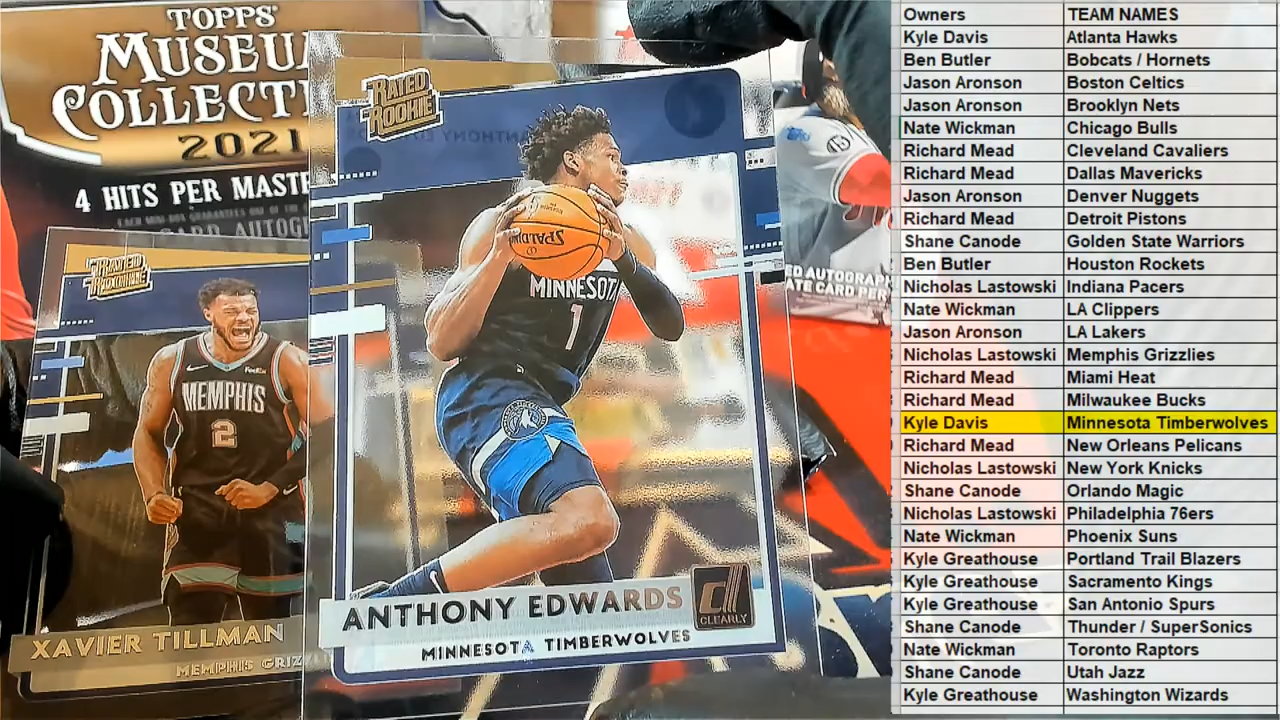 TOPPS
MUSEU
COLLECTI
2021
4 HITS PER MASTE
CARD AUTOG
RATED
ROOKIE
SPALDING
MINNESOTA
1
ANTHONY EDWARDS
CLEARLY
MINNESOTA TIMBERWOLVES
RATED
ROOKIE
FedEx
MEMPHIS
2
XAVIER TILLMAN
MEMPHIS GRIZ
ED AUTOGRAPH
ATE CARD PER
Owners TEAM NAMES
Kyle Davis Atlanta Hawks
Ben Butler Bobcats / Hornets
Jason Aronson Boston Celtics
Jason Aronson Brooklyn Nets
Nate Wickman Chicago Bulls
Richard Mead Cleveland Cavaliers
Richard Mead Dallas Mavericks
Jason Aronson Denver Nuggets
Richard Mead Detroit Pistons
Shane Canode Golden State Warriors
Ben Butler Houston Rockets
Nicholas Lastowski Indiana Pacers
Nate Wickman LA Clippers
Jason Aronson LA Lakers
Nicholas Lastowski Memphis Grizzlies
Richard Mead Miami Heat
Richard Mead Milwaukee Bucks
Kyle Davis Minnesota Timberwolves
Richard Mead New Orleans Pelicans
Nicholas Lastowski New York Knicks
Shane Canode Orlando Magic
Nicholas Lastowski Philadelphia 76ers
Nate Wickman Phoenix Suns
Kyle Greathouse Portland Trail Blazers
Kyle Greathouse Sacramento Kings
Kyle Greathouse San Antonio Spurs
Shane Canode Thunder / SuperSonics
Nate Wickman Toronto Raptors
Shane Canode Utah Jazz
Kyle Greathouse Washington Wizards